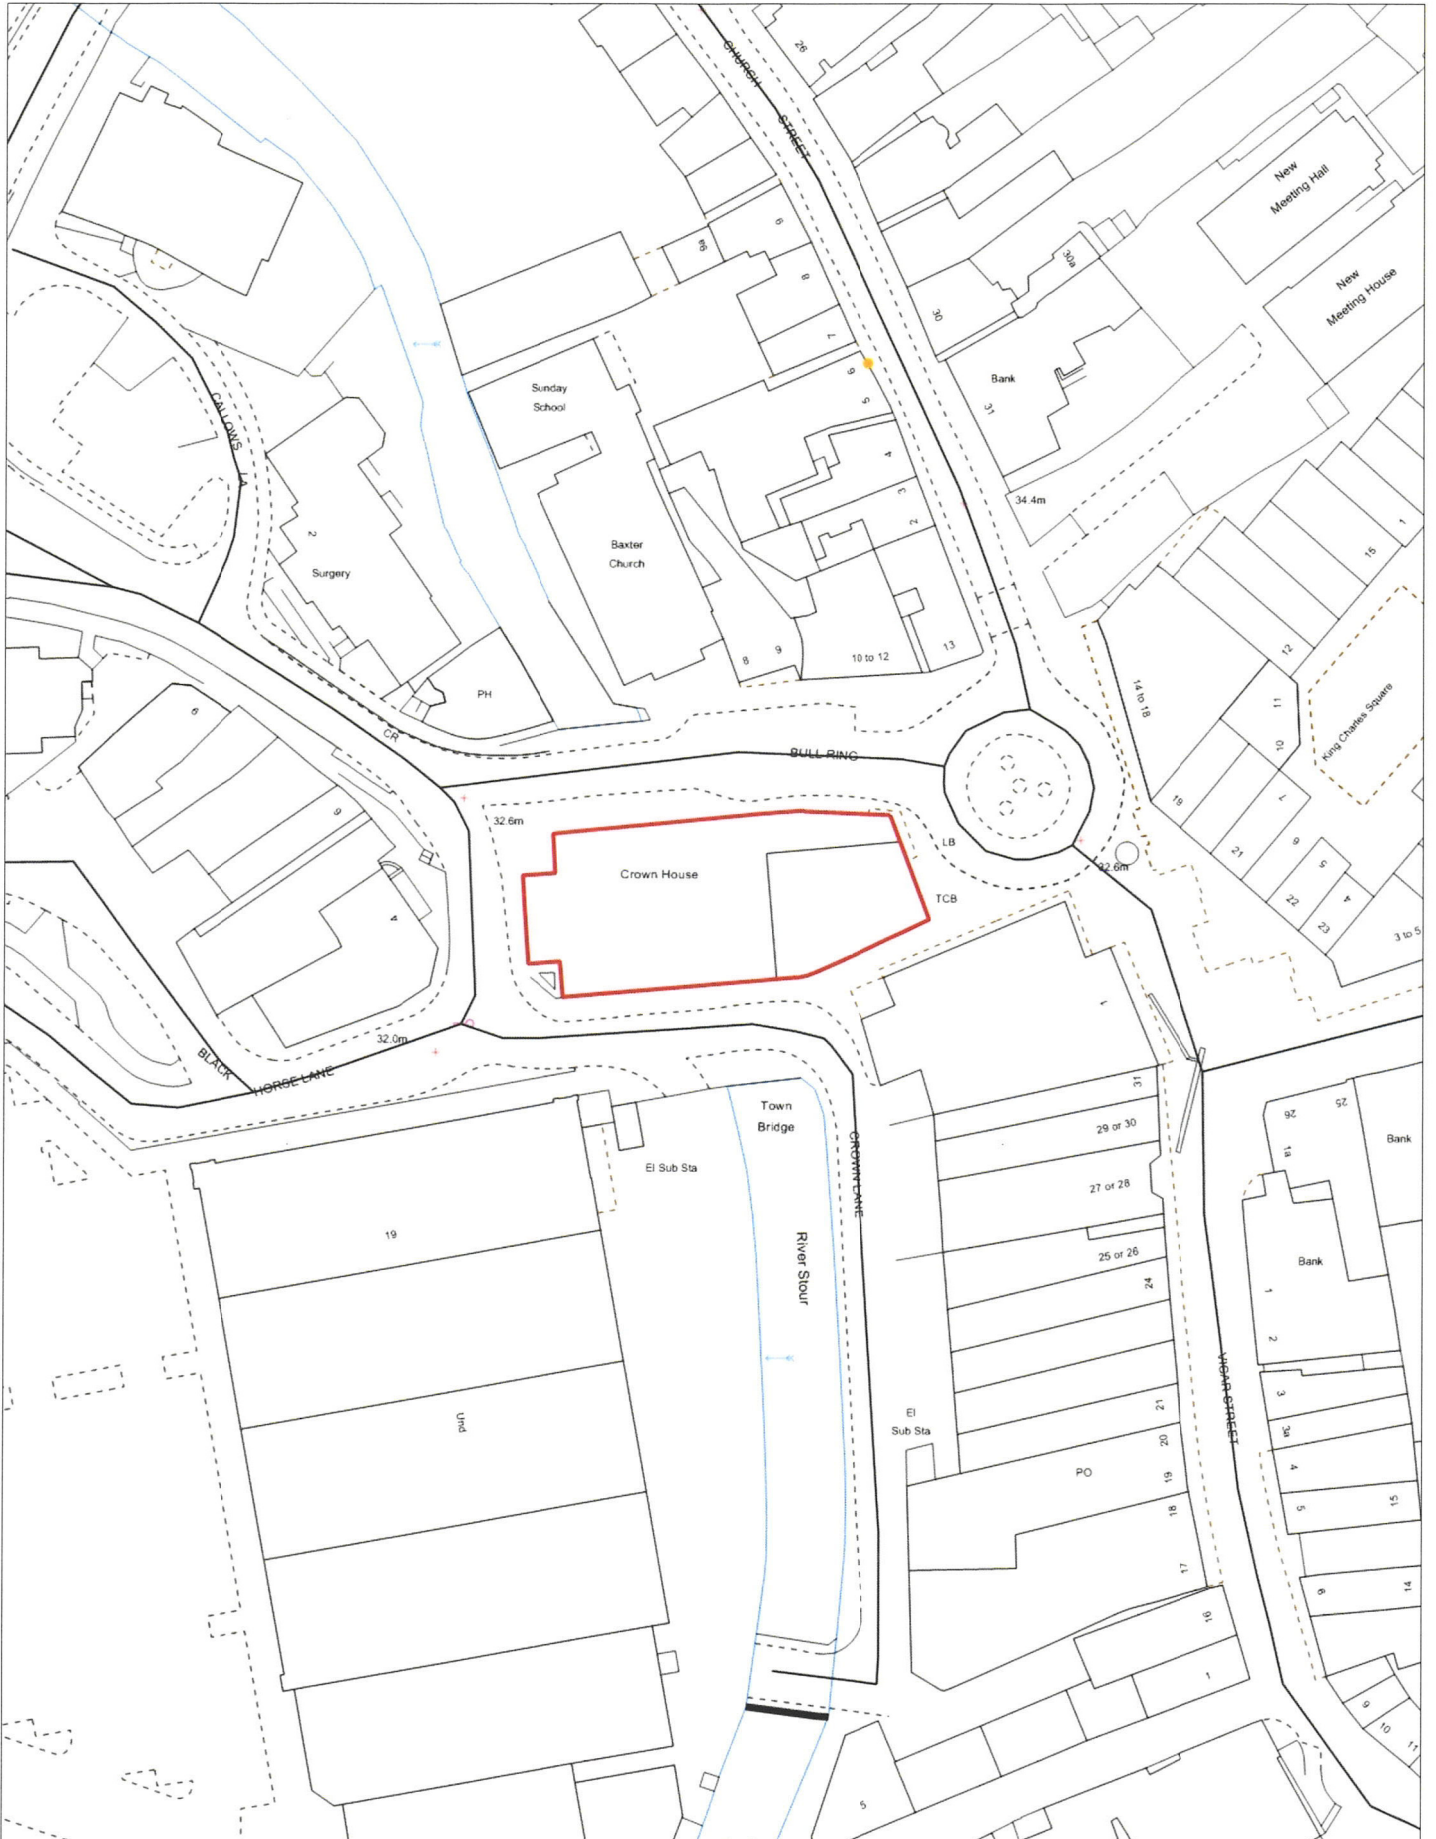 CHURCH
STREET
26
New
Meeting Hall
New
Meeting House
9
9a
8
7
6
5
4
3
2
30a
30
Bank
31
34.4m
Sunday
School
CALLOWS
LA
2
Surgery
Baxter
Church
8
9
10 to 12
13
PH
CR
BULL RING
14 to 18
1
15
12
11
10
King Charles Square
19
7
6
5
4
21
22
23
3 to 5
6
9
4
32.6m
Crown House
LB
TCB
32.6m
32.0m
BLACK
HORSE LANE
Town
Bridge
El Sub Sta
CROWN LANE
River Stour
19
Und
1
31
29 or 30
27 or 28
25 or 26
24
21
20
19
18
17
16
1
PO
El
Sub Sta
VICAR STREET
26
25
1a
Bank
Bank
1
2
3
3a
4
5
15
6
14
9
10
11
5